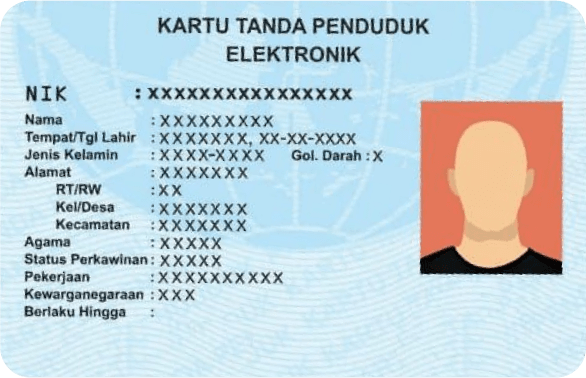 KARTU TANDA PENDUDUK
ELEKTRONIK
NIK : XXXXXXXXXXXXXXXX
Nama : XXXXXXXXX
Tempat/Tgl Lahir : XXXXXXX, XX-XX-XXXX
Jenis Kelamin : XXXX-XXXX Gol. Darah : X
Alamat : XXXXXXX
RT/RW : XX
Kel/Desa : XXXXXXX
Kecamatan : XXXXXXX
Agama : XXXXX
Status Perkawinan : XXXXX
Pekerjaan : XXXXXXXXXX
Kewarganegaraan : XXX
Berlaku Hingga :